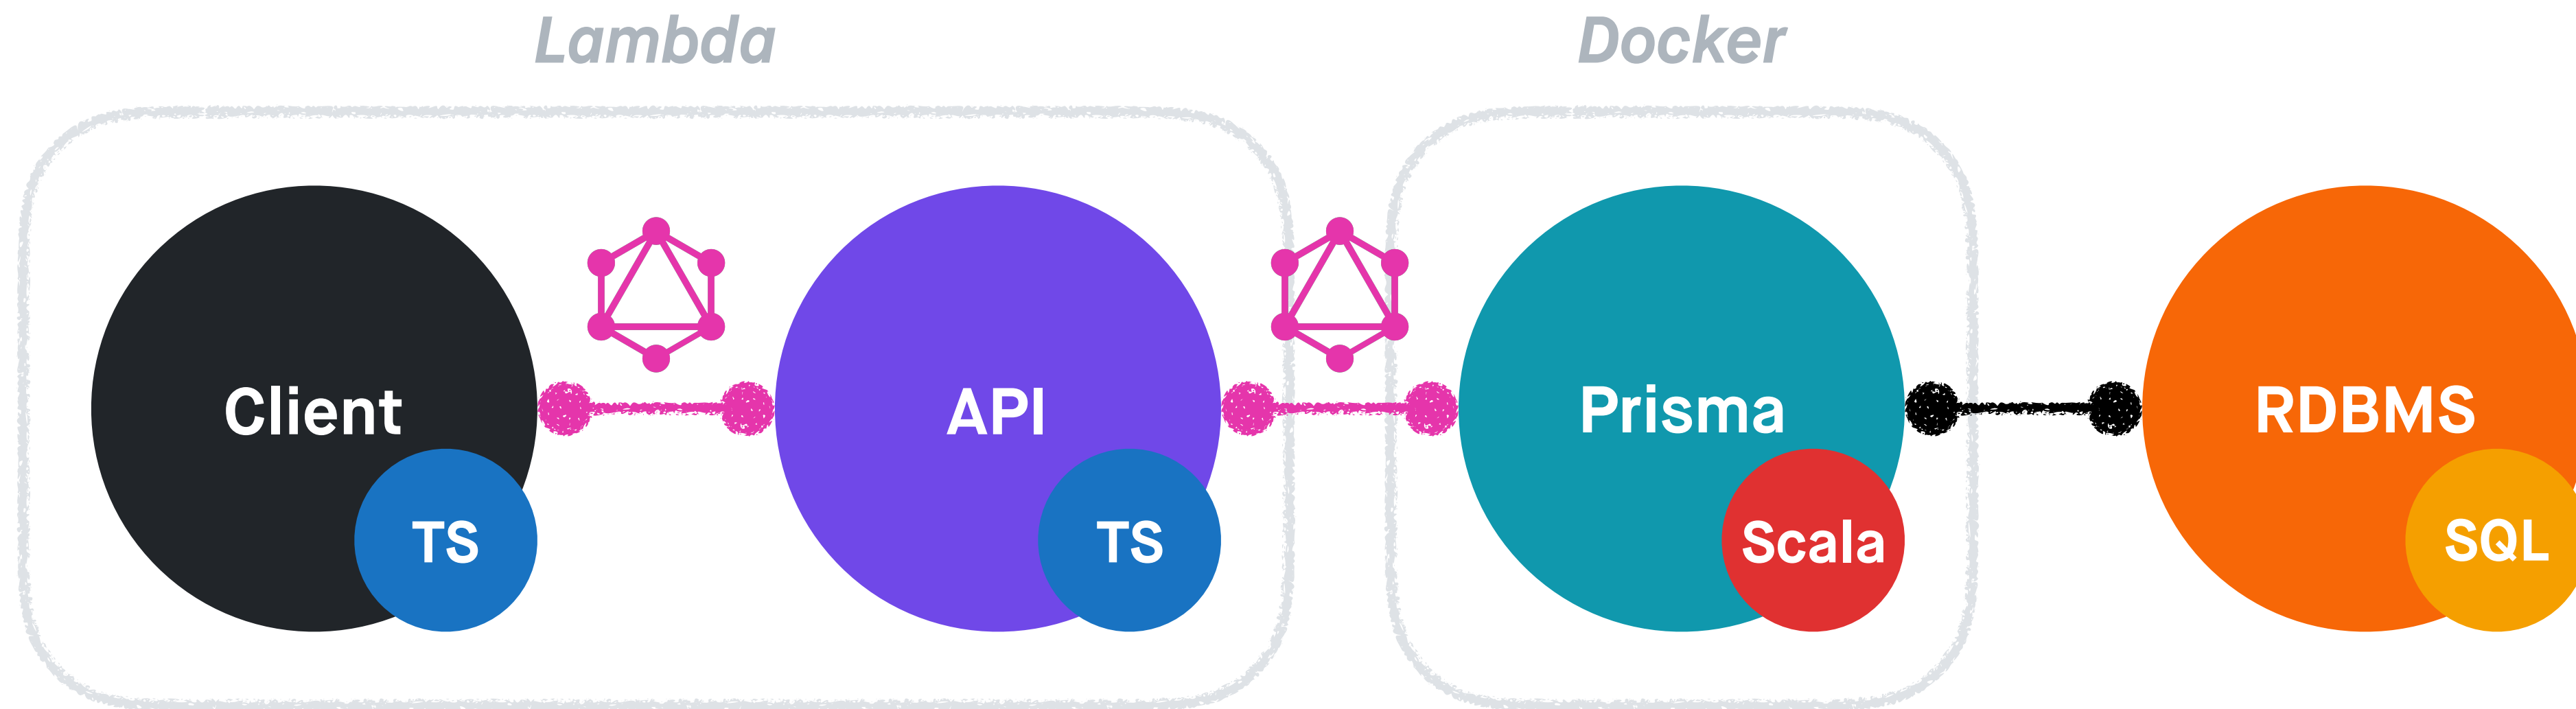 Lambda
Docker
Client
API
Prisma
RDBMS
TS
TS
Scala
SQL